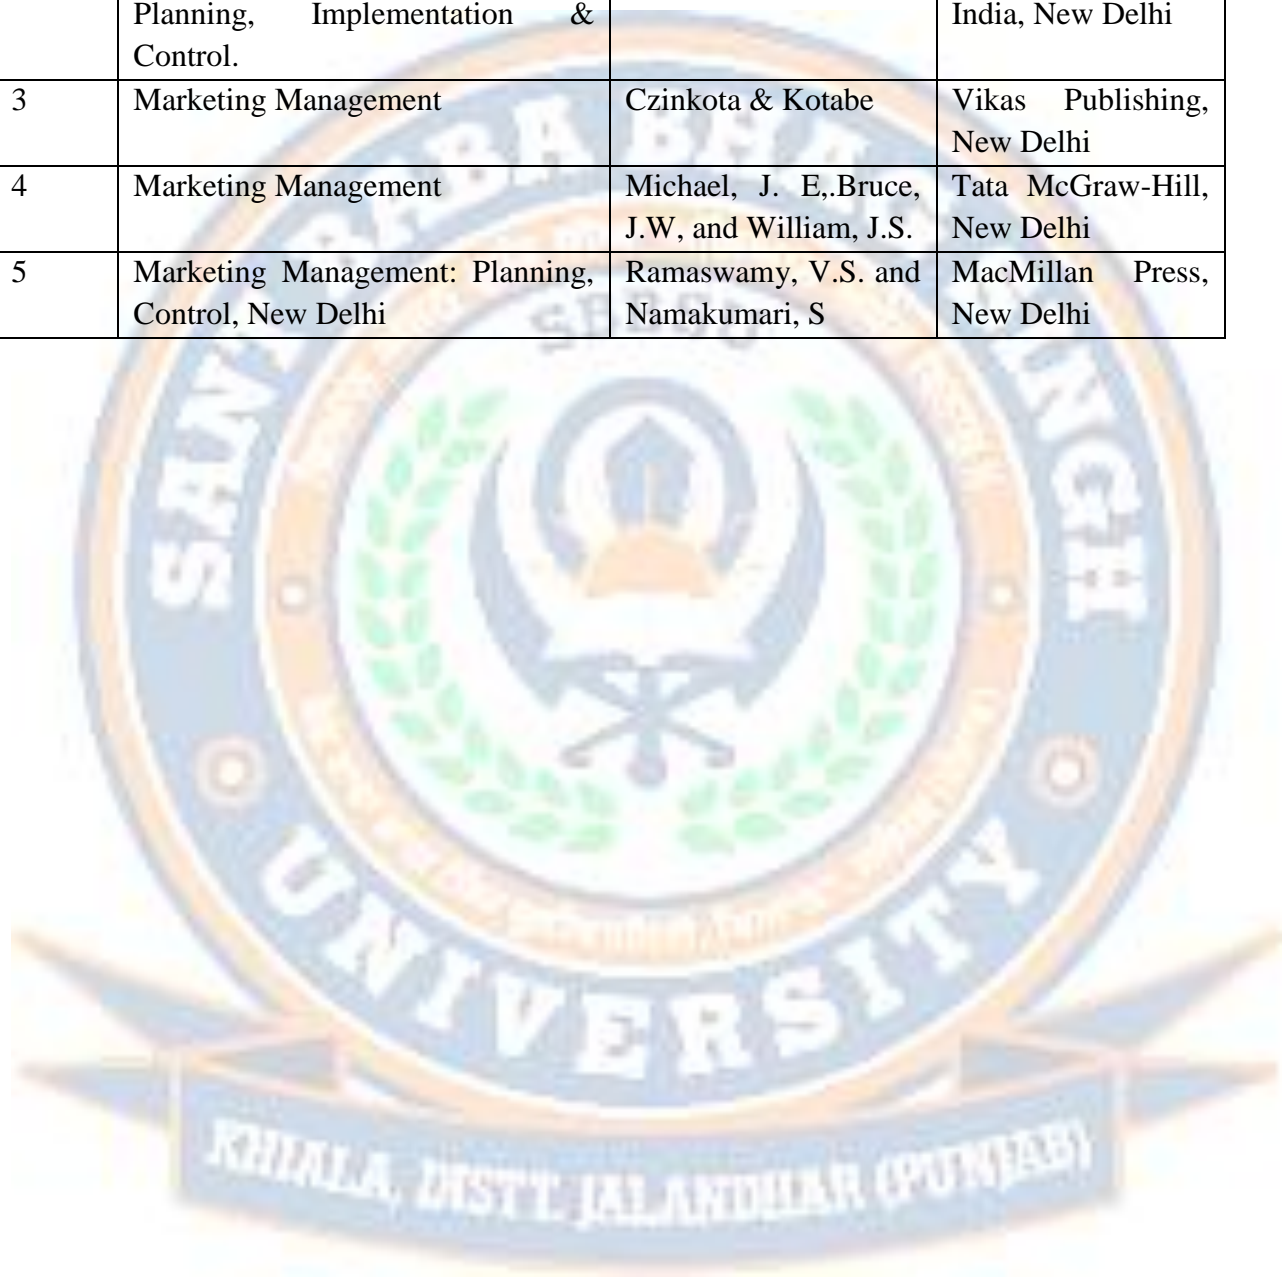 Planning, Implementation & India, New Delhi
Control.
3 Marketing Management Czinkota & Kotabe Vikas Publishing,
New Delhi
4 Marketing Management Michael, J. E,.Bruce, Tata McGraw-Hill,
J.W, and William, J.S. New Delhi
5 Marketing Management: Planning, Ramaswamy, V.S. and MacMillan Press,
Control, New Delhi Namakumari, S New Delhi
UNIVERSITY
KHIALA, DISTT. JALANDHAR (PUNJAB)